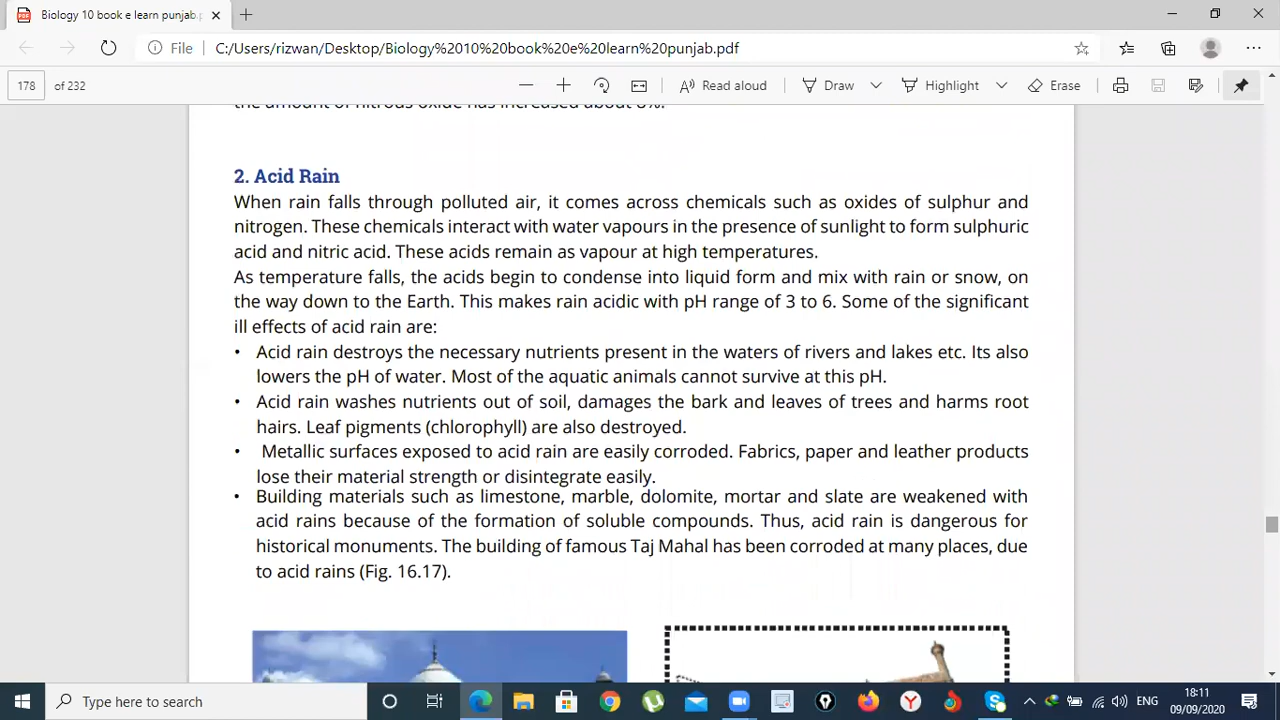 Biology 10 book e learn punjab.p
File C:/Users/rizwan/Desktop/Biology%2010%20book%20e%20learn%20punjab.pdf
178 of 232 Read aloud Draw Highlight Erase
the amount of nitrous oxide has increased about 8%.
2. Acid Rain
When rain falls through polluted air, it comes across chemicals such as oxides of sulphur and
nitrogen. These chemicals interact with water vapours in the presence of sunlight to form sulphuric
acid and nitric acid. These acids remain as vapour at high temperatures.
As temperature falls, the acids begin to condense into liquid form and mix with rain or snow, on
the way down to the Earth. This makes rain acidic with pH range of 3 to 6. Some of the significant
ill effects of acid rain are:
• Acid rain destroys the necessary nutrients present in the waters of rivers and lakes etc. Its also
lowers the pH of water. Most of the aquatic animals cannot survive at this pH.
• Acid rain washes nutrients out of soil, damages the bark and leaves of trees and harms root
hairs. Leaf pigments (chlorophyll) are also destroyed.
• Metallic surfaces exposed to acid rain are easily corroded. Fabrics, paper and leather products
lose their material strength or disintegrate easily.
• Building materials such as limestone, marble, dolomite, mortar and slate are weakened with
acid rains because of the formation of soluble compounds. Thus, acid rain is dangerous for
historical monuments. The building of famous Taj Mahal has been corroded at many places, due
to acid rains (Fig. 16.17).
Type here to search ENG 18:11
09/09/2020